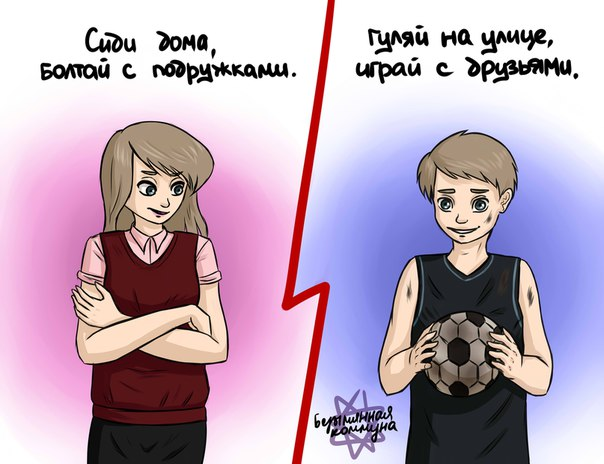 Сиди дома,
болтай с подружками.
Гуляй на улице,
играй с друзьями.
Безымянная
коммуна